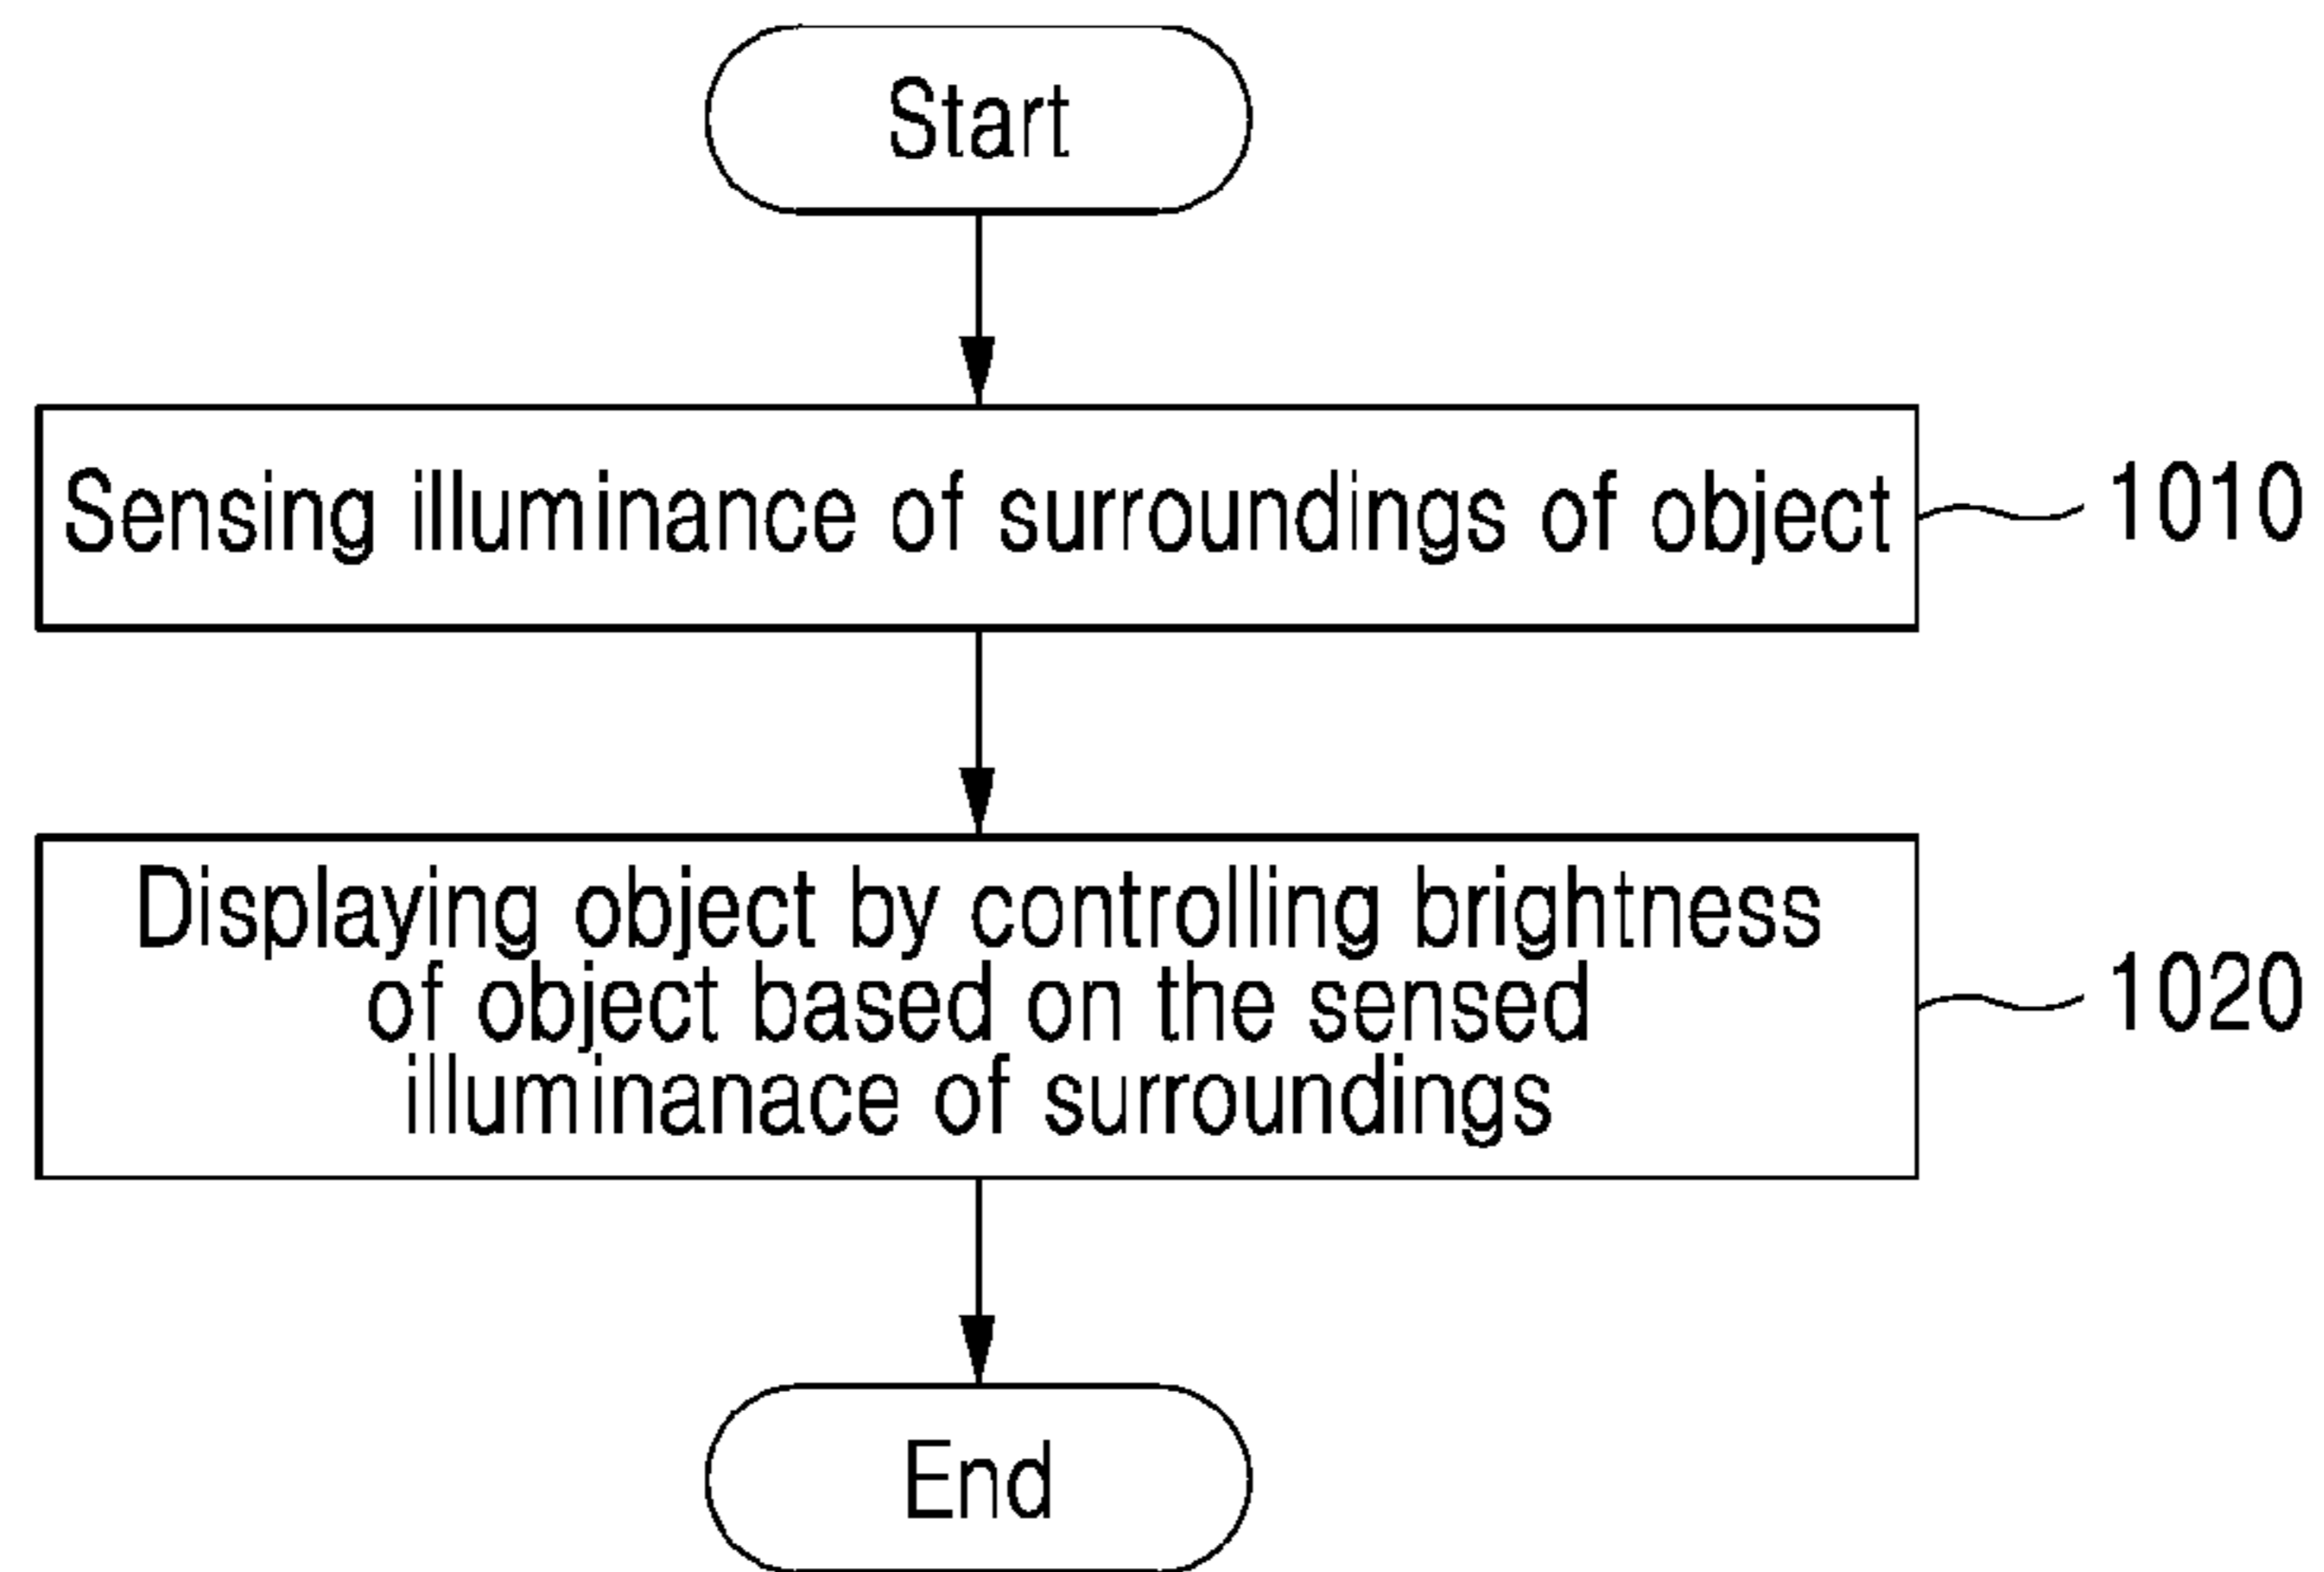 Start
Sensing illuminance of surroundings of object
1010
Displaying object by controlling brightness
of object based on the sensed
illuminanace of surroundings
1020
End